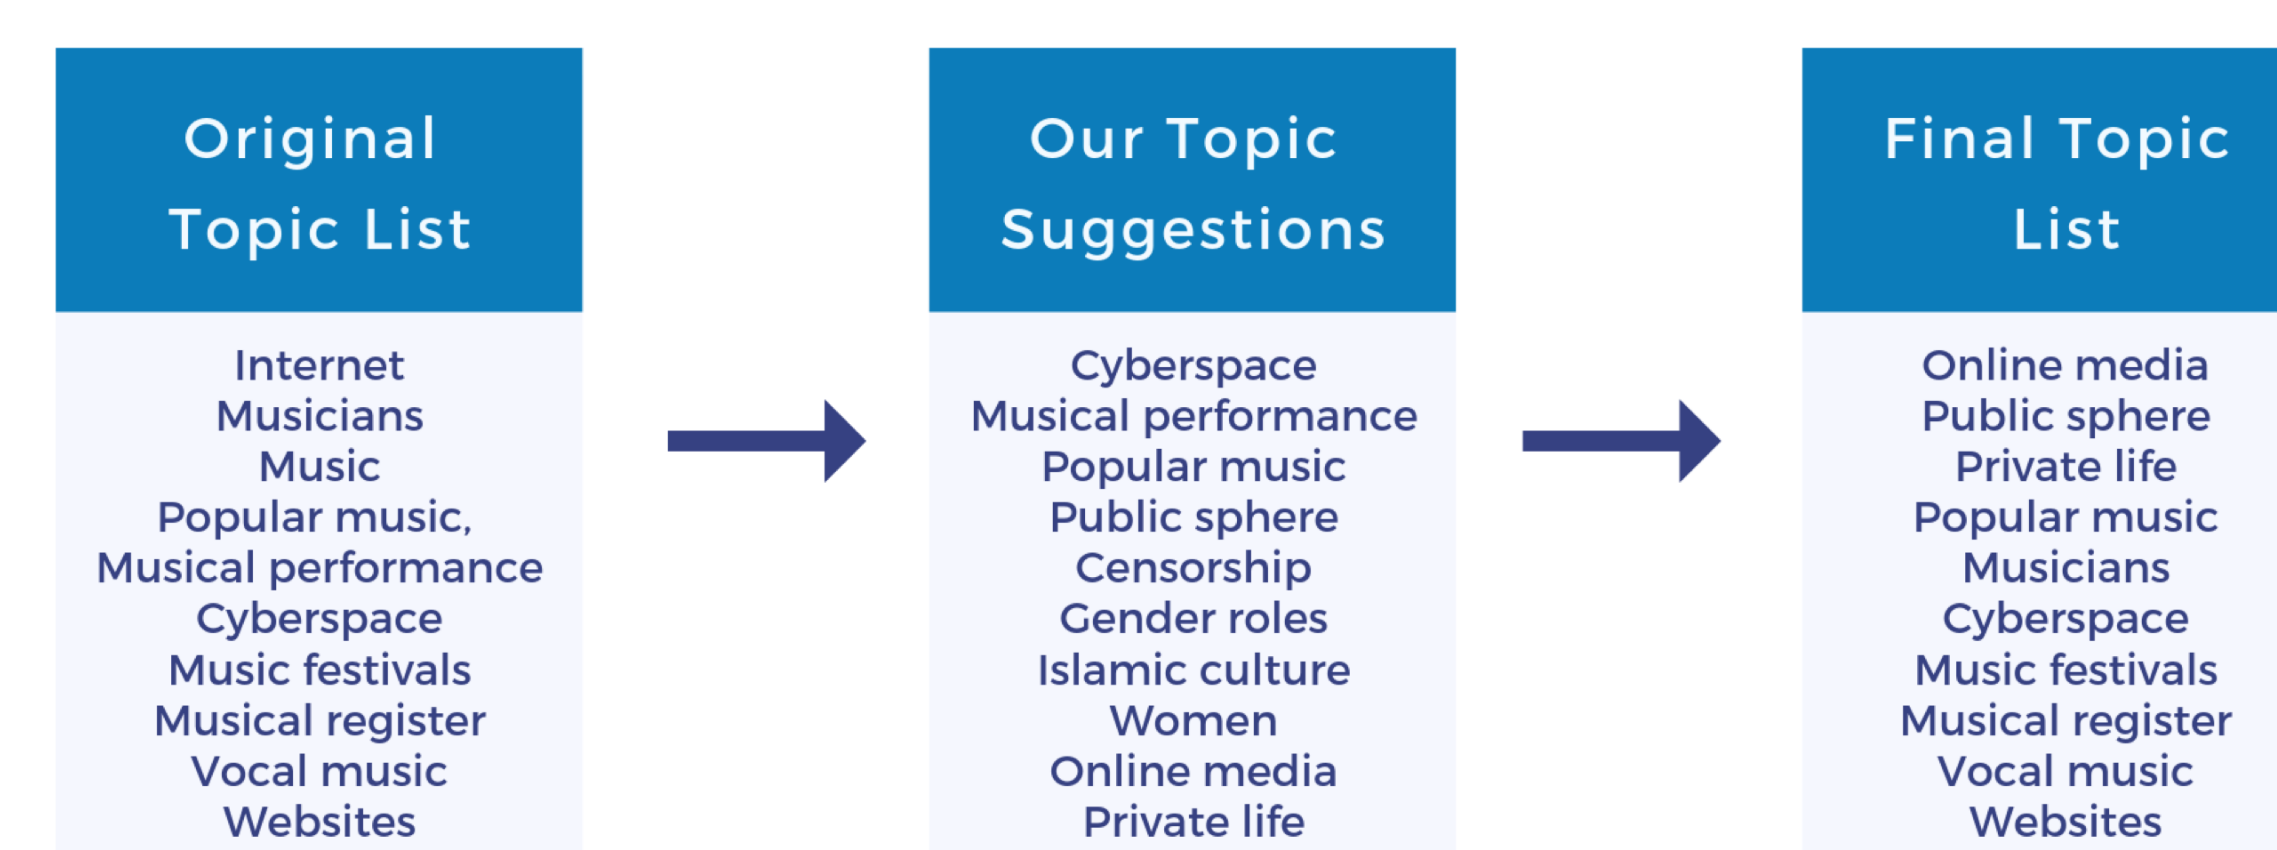 Original
Topic List
Internet
Musicians
Music
Popular music,
Musical performance
Cyberspace
Music festivals
Musical register
Vocal music
Websites
Our Topic
Suggestions
Cyberspace
Musical performance
Popular music
Public sphere
Censorship
Gender roles
Islamic culture
Women
Online media
Private life
Final Topic
List
Online media
Public sphere
Private life
Popular music
Musicians
Cyberspace
Music festivals
Musical register
Vocal music
Websites